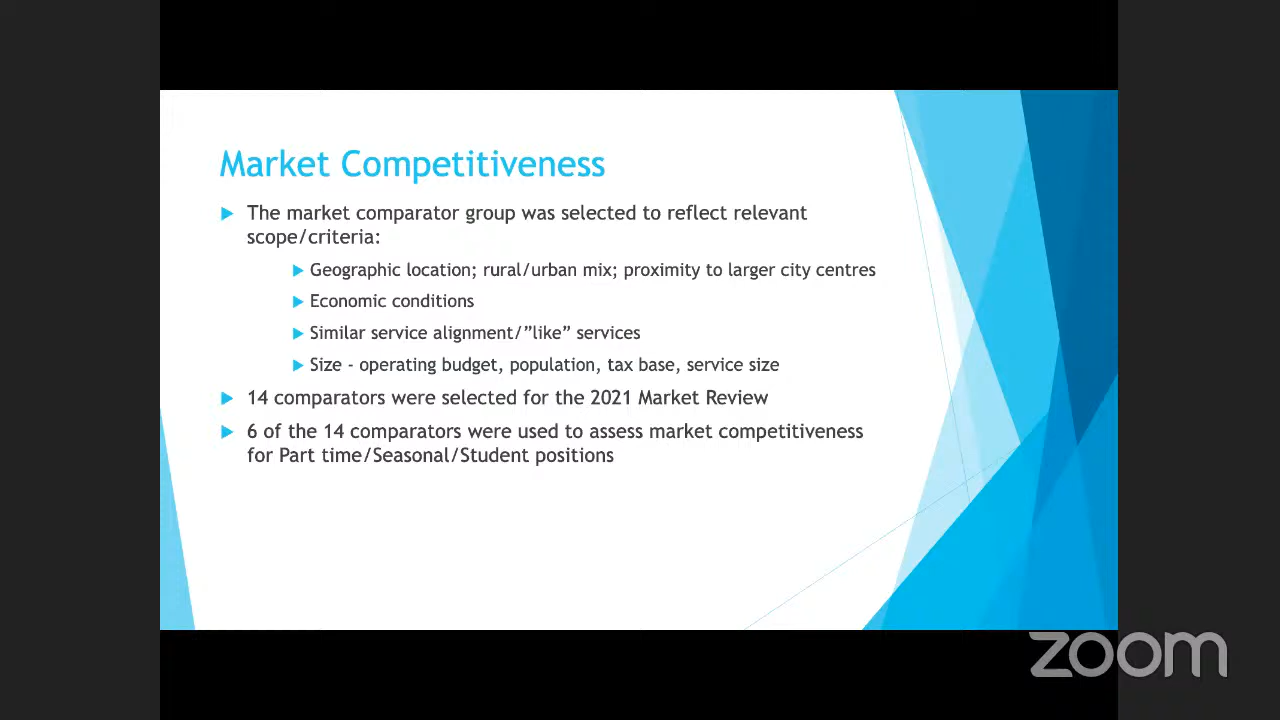 Market Competitiveness
The market comparator group was selected to reflect relevant
scope/criteria:
Geographic location; rural/urban mix; proximity to larger city centres
Economic conditions
Similar service alignment/”like” services
Size - operating budget, population, tax base, service size
14 comparators were selected for the 2021 Market Review
6 of the 14 comparators were used to assess market competitiveness
for Part time/Seasonal/Student positions
zoom